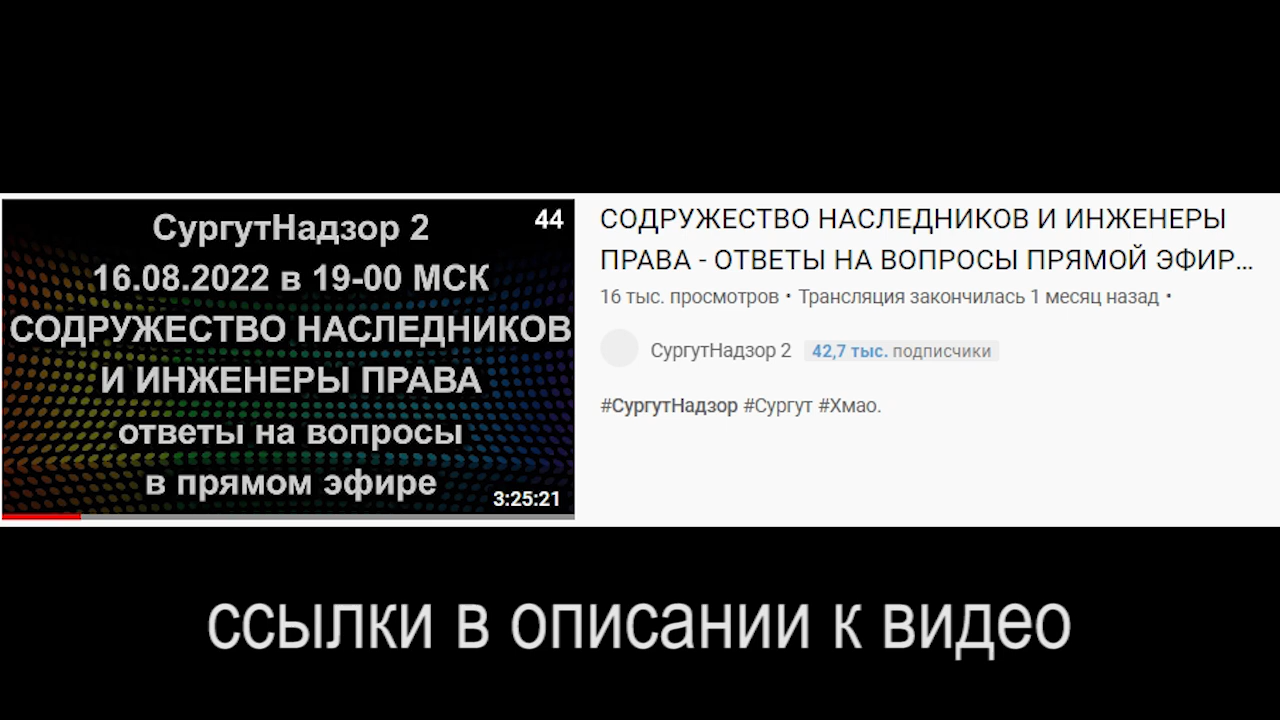 СургутНадзор 2
44
16.08.2022 в 19-00 МСК
СОДРУЖЕСТВО НАСЛЕДНИКОВ
И ИНЖЕНЕРЫ ПРАВА
ответы на вопросы
в прямом эфире
3:25:21
СОДРУЖЕСТВО НАСЛЕДНИКОВ И ИНЖЕНЕРЫ
ПРАВА - ОТВЕТЫ НА ВОПРОСЫ ПРЯМОЙ ЭФИР...
16 тыс. просмотров • Трансляция закончилась 1 месяц назад •
СургутНадзор 2 42,7 тыс. подписчики
#СургутНадзор #Сургут #Хмао.
ссылки в описании к видео